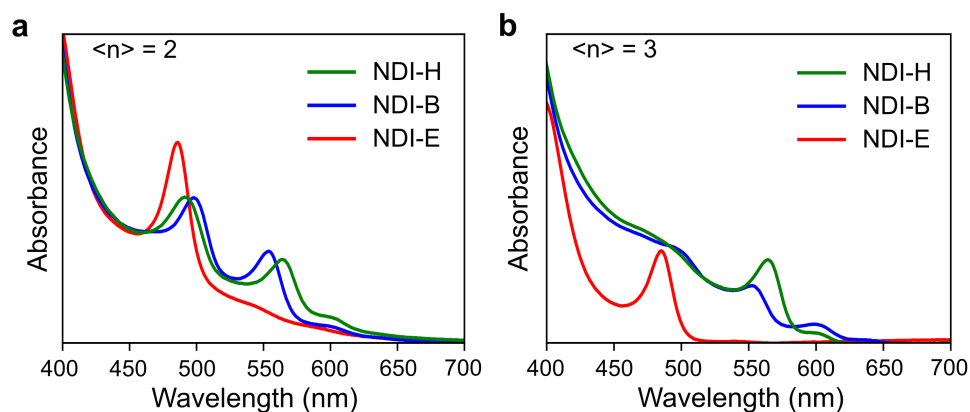 a
<n> = 2
NDI-H
NDI-B
NDI-E
Absorbance
400 450 500 550 600 650 700
Wavelength (nm)
b
<n> = 3
NDI-H
NDI-B
NDI-E
Absorbance
400 450 500 550 600 650 700
Wavelength (nm)